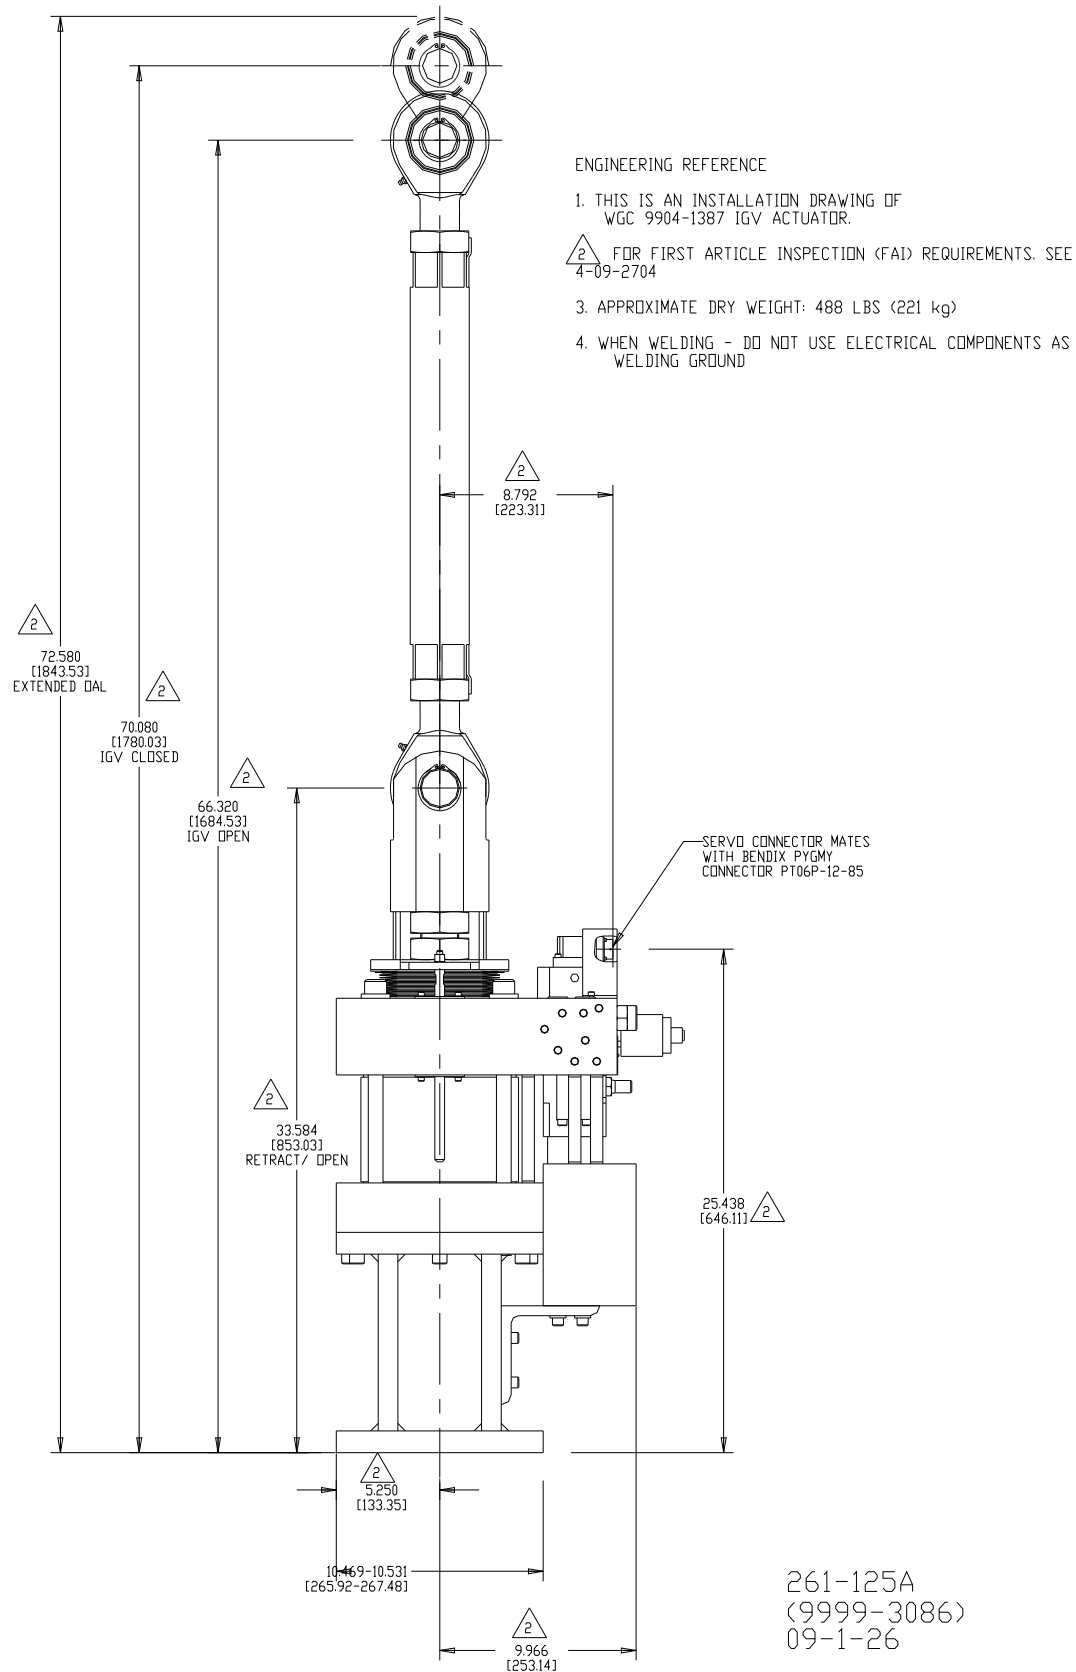 ENGINEERING REFERENCE
1. THIS IS AN INSTALLATION DRAWING OF
WGC 9904-1387 IGV ACTUATOR.
2 FOR FIRST ARTICLE INSPECTION (FAI) REQUIREMENTS, SEE
4-09-2704
3. APPROXIMATE DRY WEIGHT: 488 LBS (221 kg)
4. WHEN WELDING - DO NOT USE ELECTRICAL COMPONENTS AS
WELDING GROUND
2
8.792
[223.31]
2
72.580
[1843.53]
EXTENDED OAL
2
70.080
[1780.03]
IGV CLOSED
2
66.320
[1684.53]
IGV OPEN
SERVO CONNECTOR MATES
WITH BENDIX PYGMY
CONNECTOR PT06P-12-85
2
33.584
[853.03]
RETRACT/ OPEN
25.438
[646.11]
2
2
5.250
[133.35]
10.469-10.531
[265.92-267.48]
2
9.966
[253.14]
261-125A
(9999-3086)
09-1-26